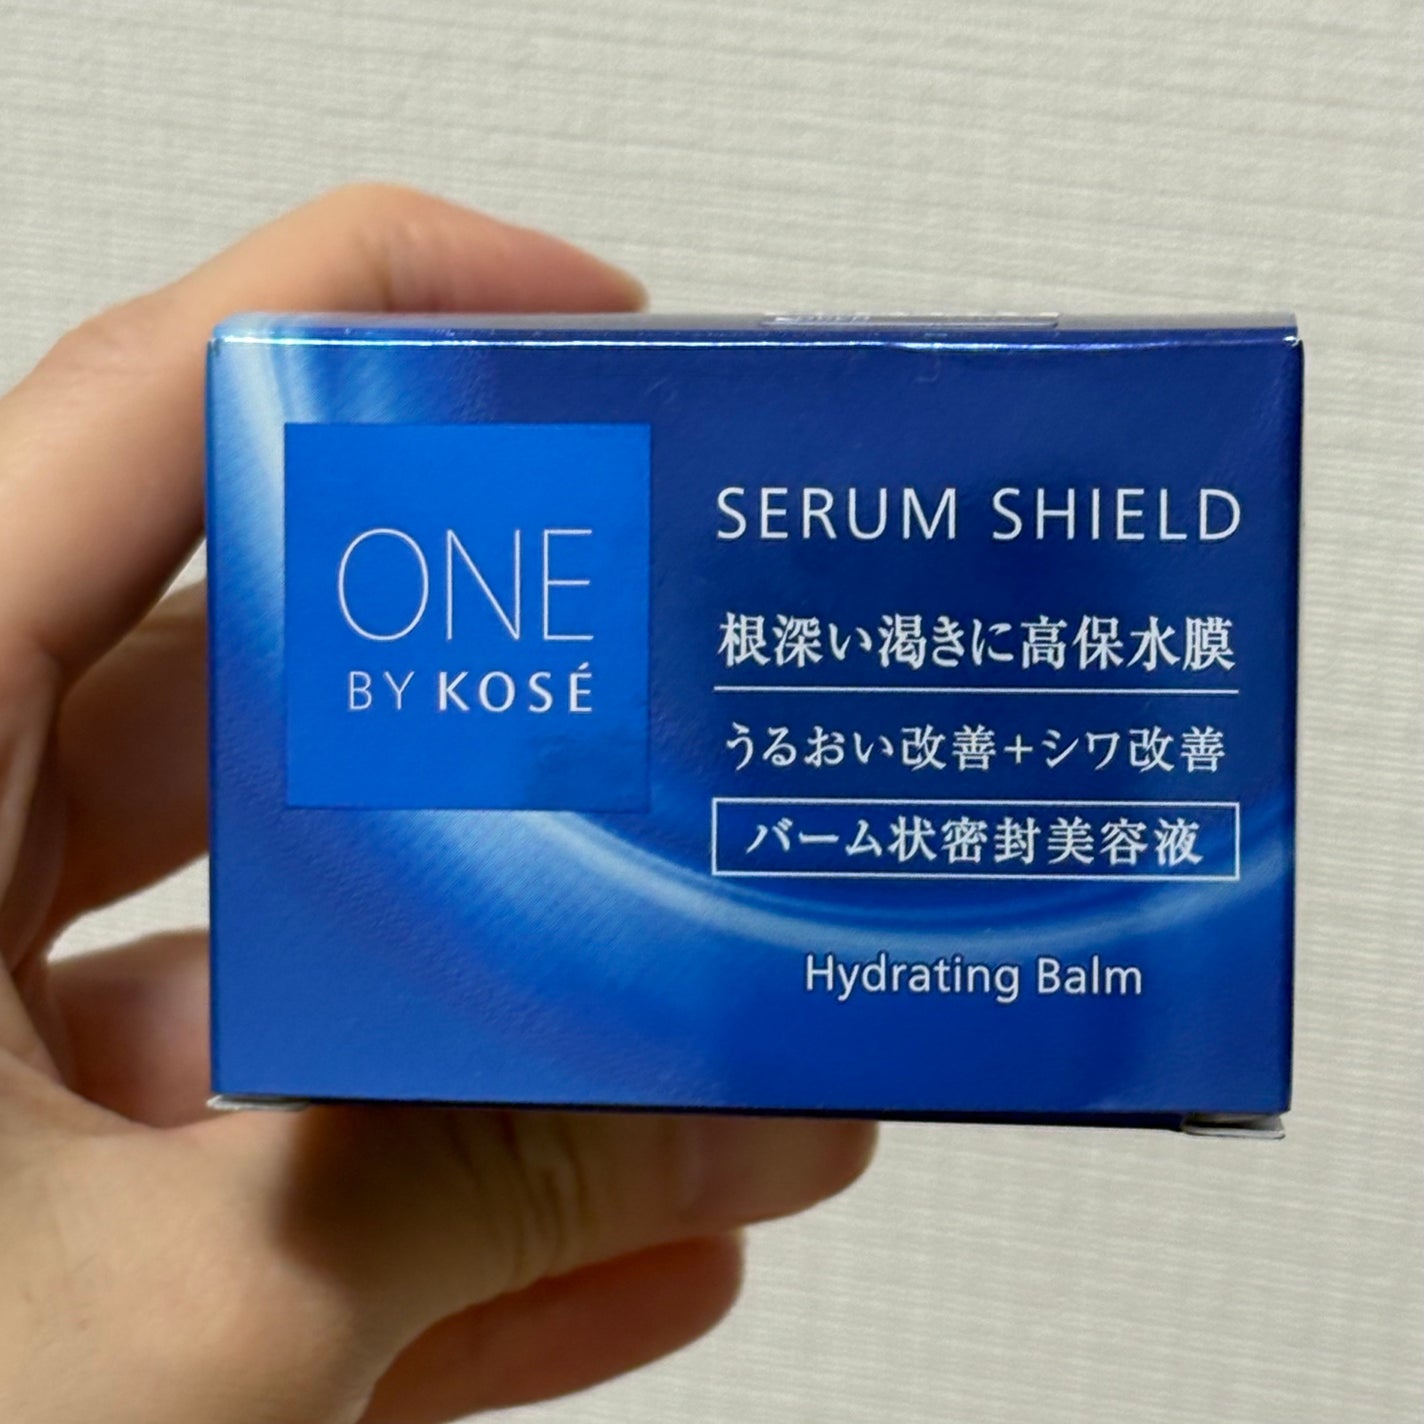 ONE
BY KOSÉ
SERUM SHIELD
根深い渇きに高保水膜
うるおい改善+シワ改善
バーム状密封美容液
Hydrating Balm